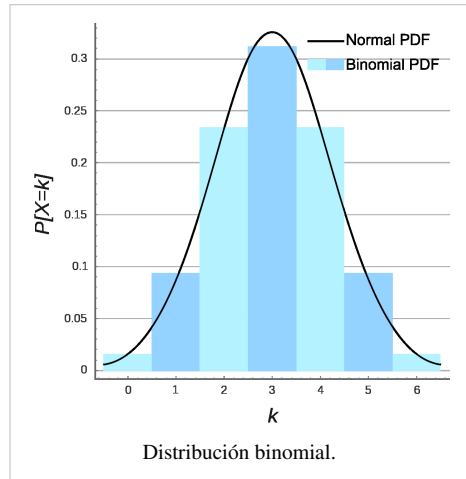 Normal PDF
Binomial PDF
0.3
0.25
0.2
0.15
0.1
0.05
0
P[X=k]
0 1 2 3 4 5 6
k
Distribución binomial.